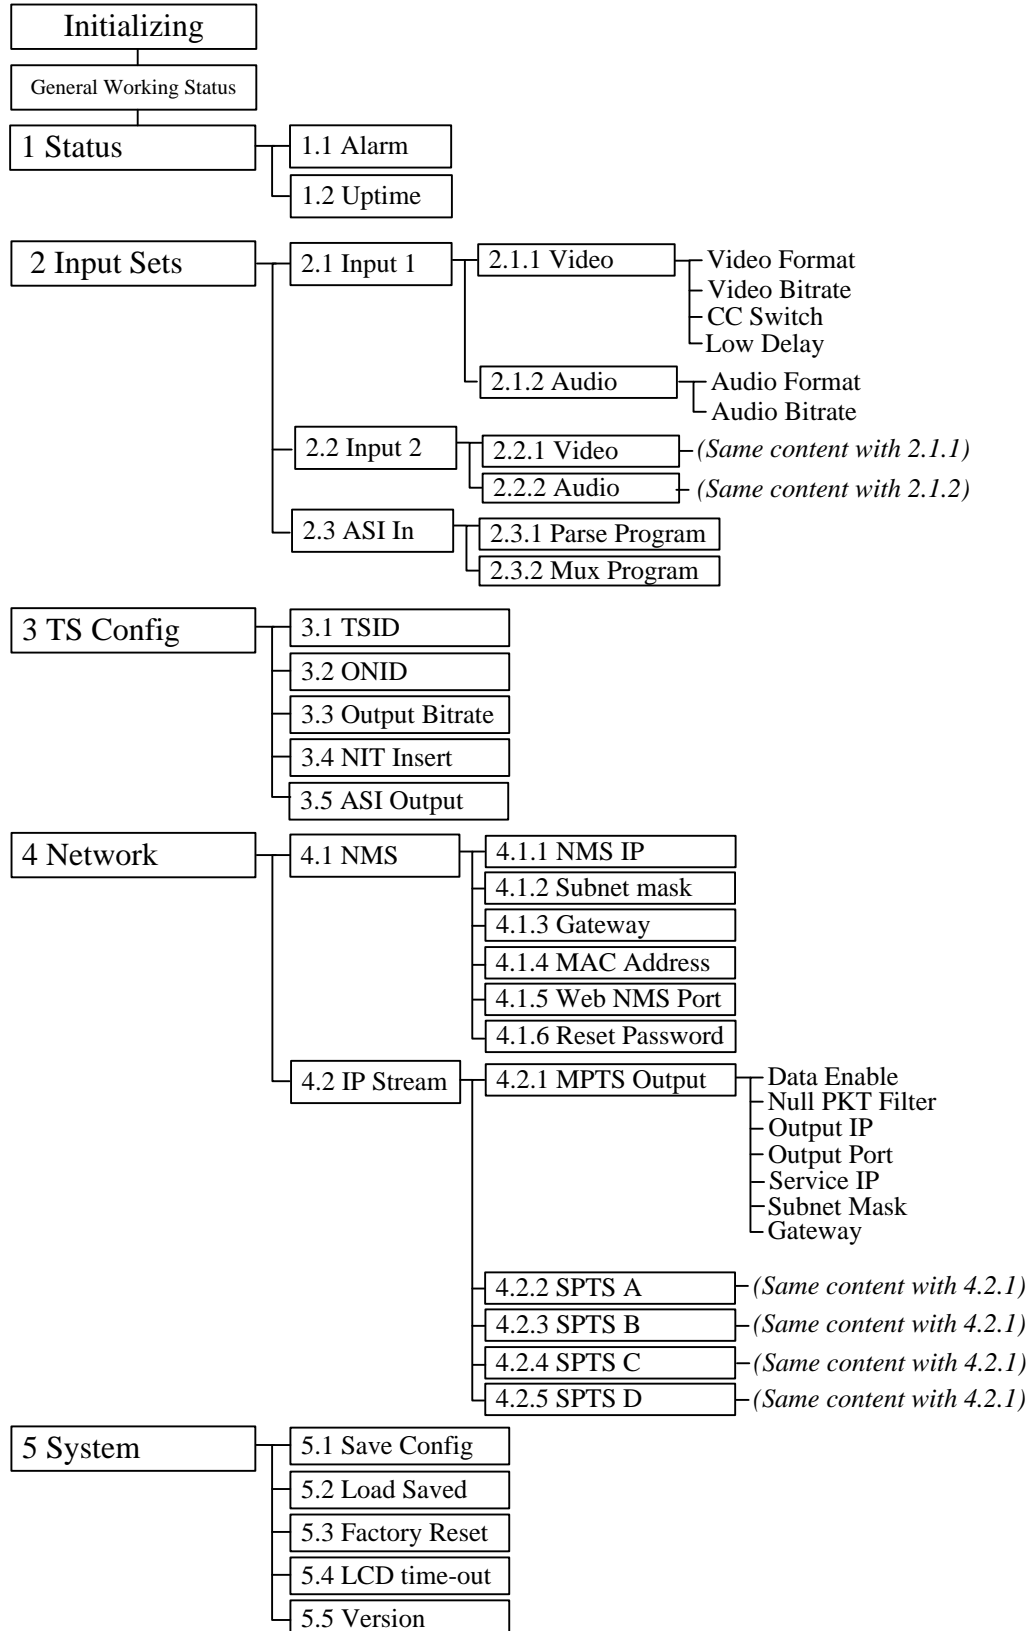 Initializing
General Working Status
1 Status
1.1 Alarm
1.2 Uptime
2 Input Sets
2.1 Input 1
2.1.1 Video
Video Format
Video Bitrate
CC Switch
Low Delay
2.1.2 Audio
Audio Format
Audio Bitrate
2.2 Input 2
2.2.1 Video
(Same content with 2.1.1)
2.2.2 Audio
(Same content with 2.1.2)
2.3 ASI In
2.3.1 Parse Program
2.3.2 Mux Program
3 TS Config
3.1 TSID
3.2 ONID
3.3 Output Bitrate
3.4 NIT Insert
3.5 ASI Output
4 Network
4.1 NMS
4.1.1 NMS IP
4.1.2 Subnet mask
4.1.3 Gateway
4.1.4 MAC Address
4.1.5 Web NMS Port
4.1.6 Reset Password
4.2 IP Stream
4.2.1 MPTS Output
Data Enable
Null PKT Filter
Output IP
Output Port
Service IP
Subnet Mask
Gateway
4.2.2 SPTS A
(Same content with 4.2.1)
4.2.3 SPTS B
(Same content with 4.2.1)
4.2.4 SPTS C
(Same content with 4.2.1)
4.2.5 SPTS D
(Same content with 4.2.1)
5 System
5.1 Save Config
5.2 Load Saved
5.3 Factory Reset
5.4 LCD time-out
5.5 Version